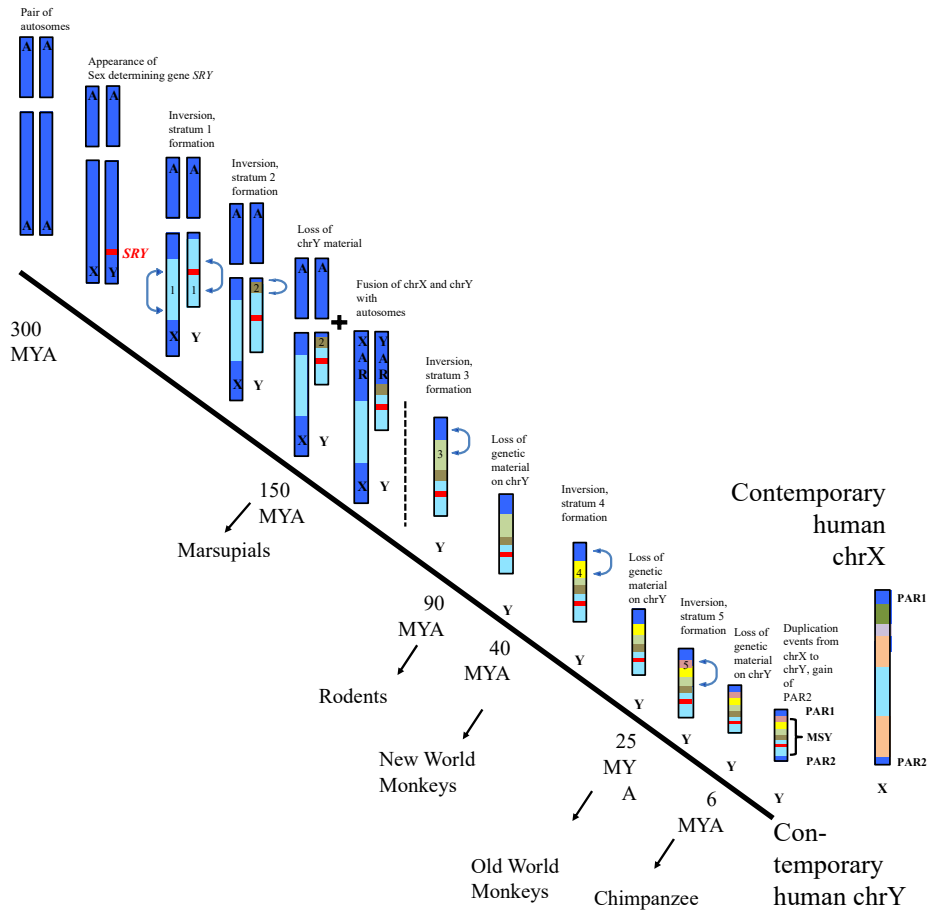 Pair of
autosomes
A A
A A
Appearance of
Sex determining gene SRY
A A
X Y
SRY
Inversion,
stratum 1
formation
A A
1 1
X Y
Inversion,
stratum 2
formation
A A
2
X Y
Loss of
chrY material
A A
+
2
X Y
Fusion of chrX and chrY
with
autosomes
X Y
A A
R R
X Y
Inversion,
stratum 3
formation
3
Y
Loss of
genetic
material
on chrY
Y
Inversion,
stratum 4
formation
4
Y
Loss of
genetic
material
on chrY
Y
Inversion,
stratum 5
formation
5
Y
Loss of
genetic
material
on chrY
Y
Duplication
events from
chrX to
chrY, gain
of
PAR2
PAR1
MSY
PAR2
Y
Contemporary
human
chrX
PAR1
PAR2
X
300
MYA
150
MYA
Marsupials
90
MYA
Rodents
40
MYA
New World
Monkeys
25
MY
A
Old World
Monkeys
6
MYA
Chimpanzee
Con-
temporary
human chrY